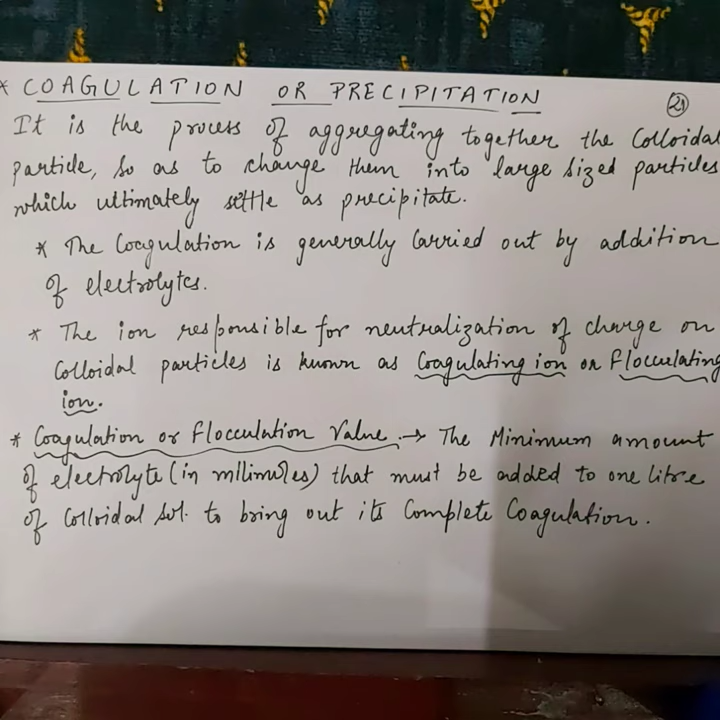 * COAGULATION OR PRECIPITATION
21
It is the process of aggregating together the Colloidal
particle, so as to change them into large sized particles
which ultimately settle as precipitate.
* The Coagulation is generally Carried out by addition
of electrolytes.
* The ion responsible for neutralization of charge on
Colloidal particles is known as Coagulating ion or Flocculating
ion.
* Coagulation or Flocculation Value → The Minimum amount
of electrolyte (in millimoles) that must be added to one litre
of Colloidal sol. to bring out its Complete Coagulation.